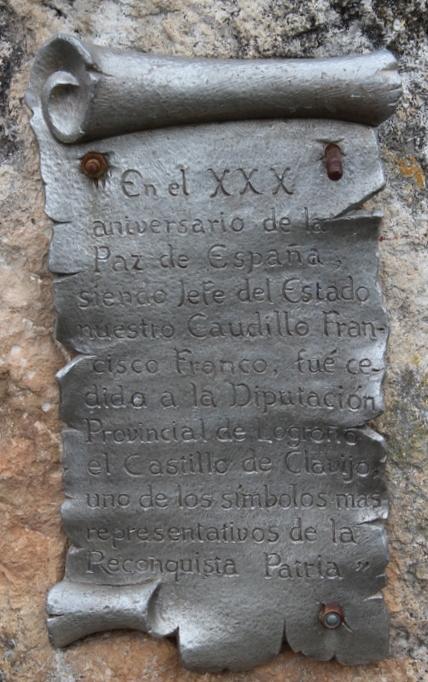 "En el XXX
aniversario de la
Paz de España,
siendo Jefe del Estado
nuestro Caudillo Fran-
cisco Franco, fué ce-
dido a la Diputación
Provincial de Logroño
el Castillo de Clavijo,
uno de los símbolos mas
representativos de la
Reconquista Patria"